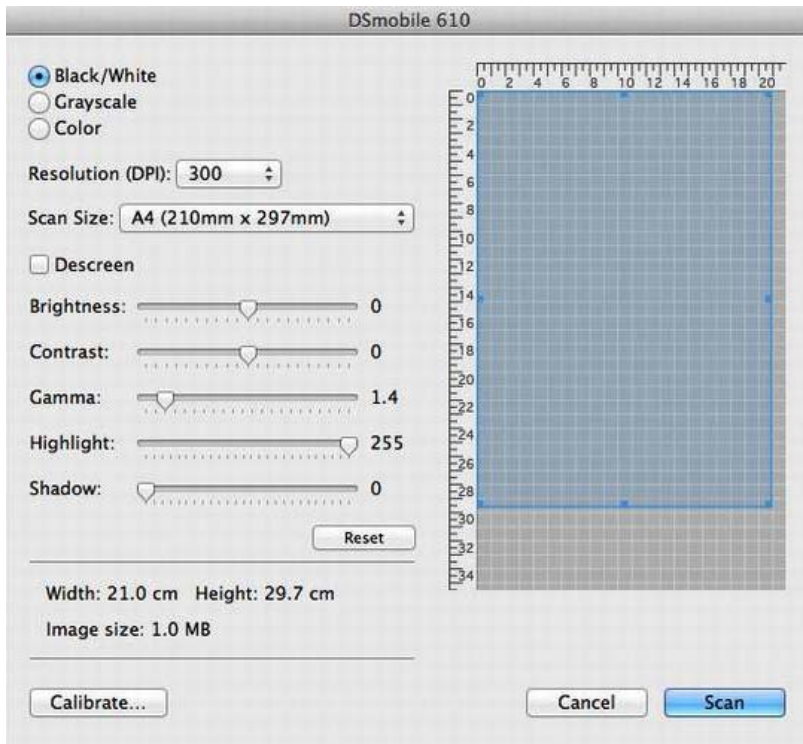 DSmobile 610
Black/White
Grayscale
Color
Resolution (DPI): 300
Scan Size: A4 (210mm x 297mm)
Descreen
Brightness: 0
Contrast: 0
Gamma: 1.4
Highlight: 255
Shadow: 0
Reset
Width: 21.0 cm Height: 29.7 cm
Image size: 1.0 MB
Calibrate...
0 2 4 6 8 10 12 14 16 18 20
0
2
4
6
8
10
12
14
16
18
20
22
24
26
28
30
32
34
Cancel
Scan